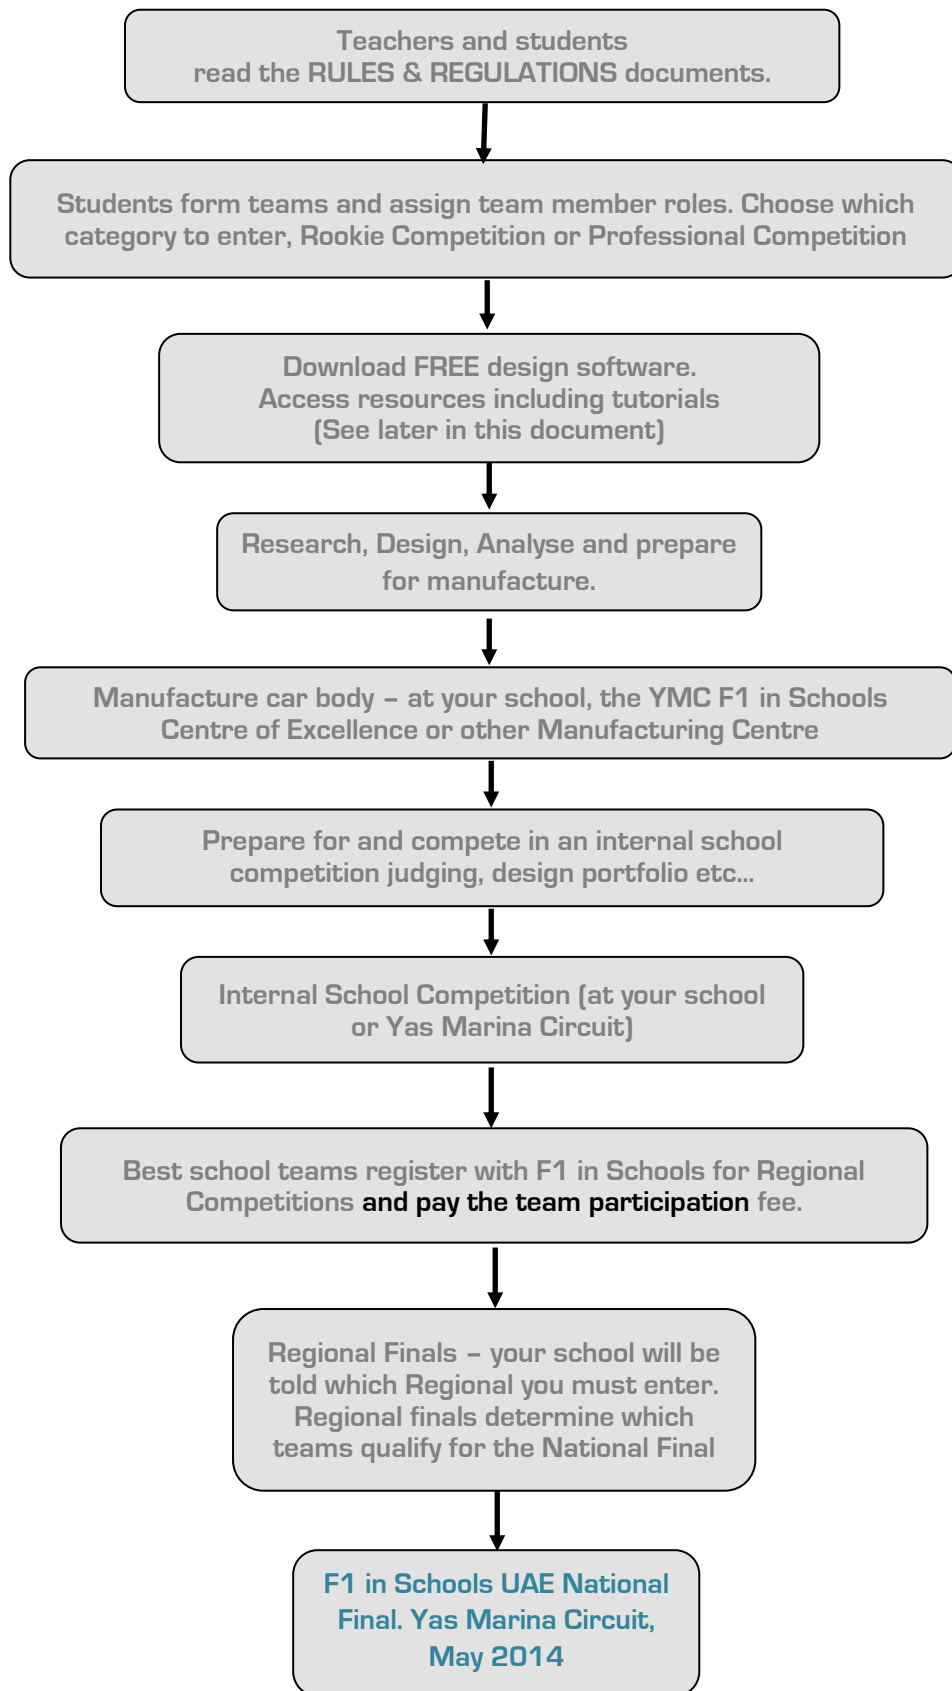 Teachers and students
read the RULES & REGULATIONS documents.
Students form teams and assign team member roles. Choose which
category to enter, Rookie Competition or Professional Competition
Download FREE design software.
Access resources including tutorials
(See later in this document)
Research, Design, Analyse and prepare
for manufacture.
Manufacture car body – at your school, the YMC F1 in Schools
Centre of Excellence or other Manufacturing Centre
Prepare for and compete in an internal school
competition judging, design portfolio etc...
Internal School Competition (at your school
or Yas Marina Circuit)
Best school teams register with F1 in Schools for Regional
Competitions and pay the team participation fee.
Regional Finals – your school will be
told which Regional you must enter.
Regional finals determine which
teams qualify for the National Final
F1 in Schools UAE National
Final. Yas Marina Circuit,
May 2014